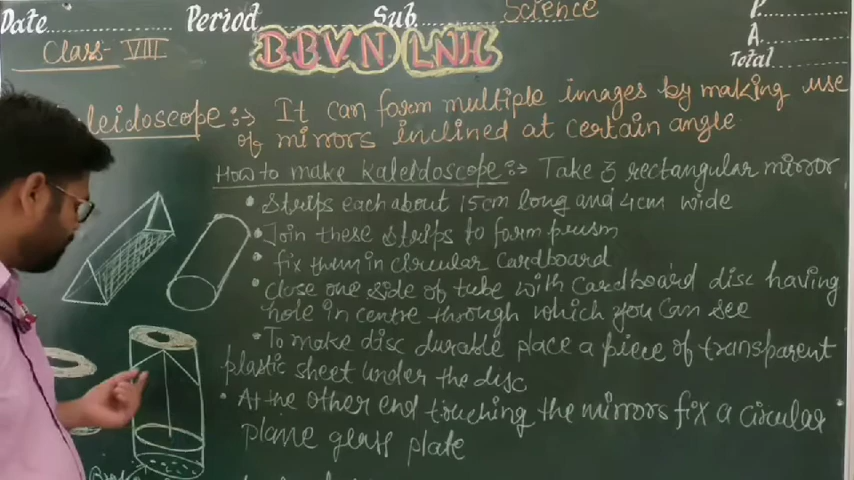 Date.............. Period .............. Sub.............. Science P..............
Class- VIII A..............
B.B.V.N L.N.H Total..............
leidoscope :-> It can form multiple images by making use
of mirrors inclined at certain angle
How to make kaleidoscope :-> Take 3 rectangular mirror
• Strips each about 15cm long and 4cm wide
• Join these strips to form prism
• fix them in circular cardboard
• close one side of tube with cardboard disc having
hole in centre through which you can see
• To make disc durable place a piece of transparent
plastic sheet under the disc
• At the other end touching the mirrors fix a circular
plane glass plate